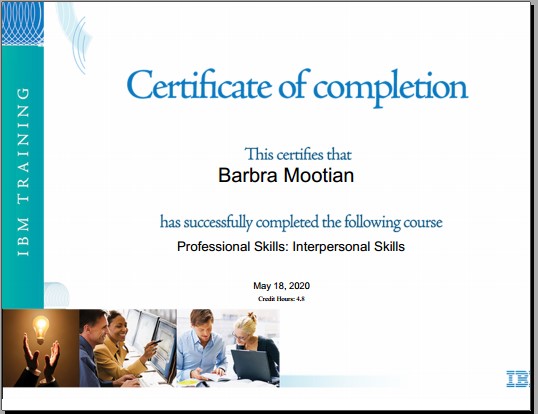 IBM TRAINING
Certificate of completion
This certifies that
Barbra Mootian
has successfully completed the following course
Professional Skills: Interpersonal Skills
May 18, 2020
Credit Hours: 4.8